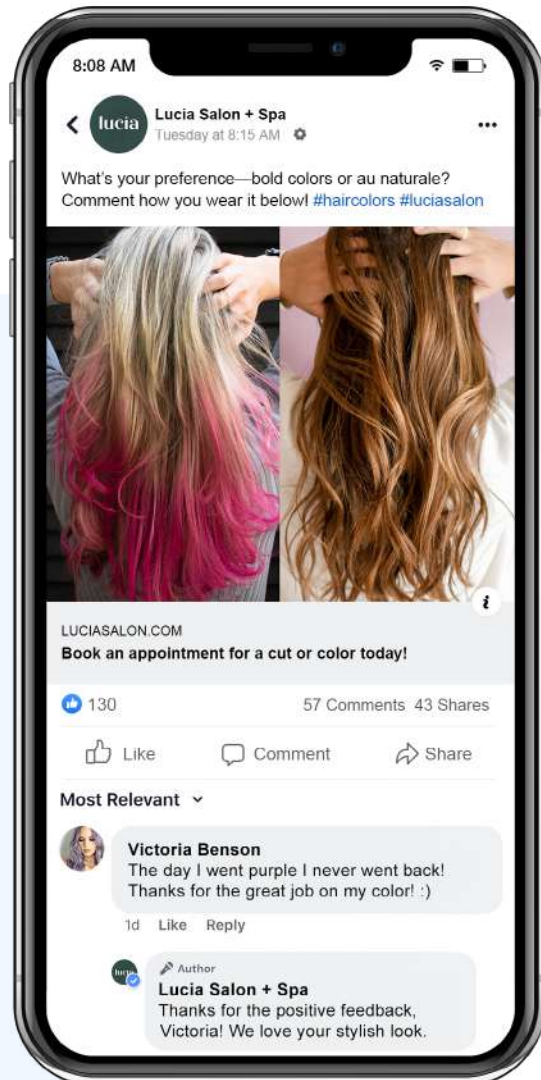 8:08 AM
lucia
Lucia Salon + Spa
Tuesday at 8:15 AM
What's your preference—bold colors or au naturale?
Comment how you wear it below! #haircolors #luciasalon
i
LUCIASALON.COM
Book an appointment for a cut or color today!
130
57 Comments 43 Shares
Like
Comment
Share
Most Relevant
Victoria Benson
The day I went purple I never went back!
Thanks for the great job on my color! :)
1d Like Reply
lucia
Author
Lucia Salon + Spa
Thanks for the positive feedback,
Victoria! We love your stylish look.